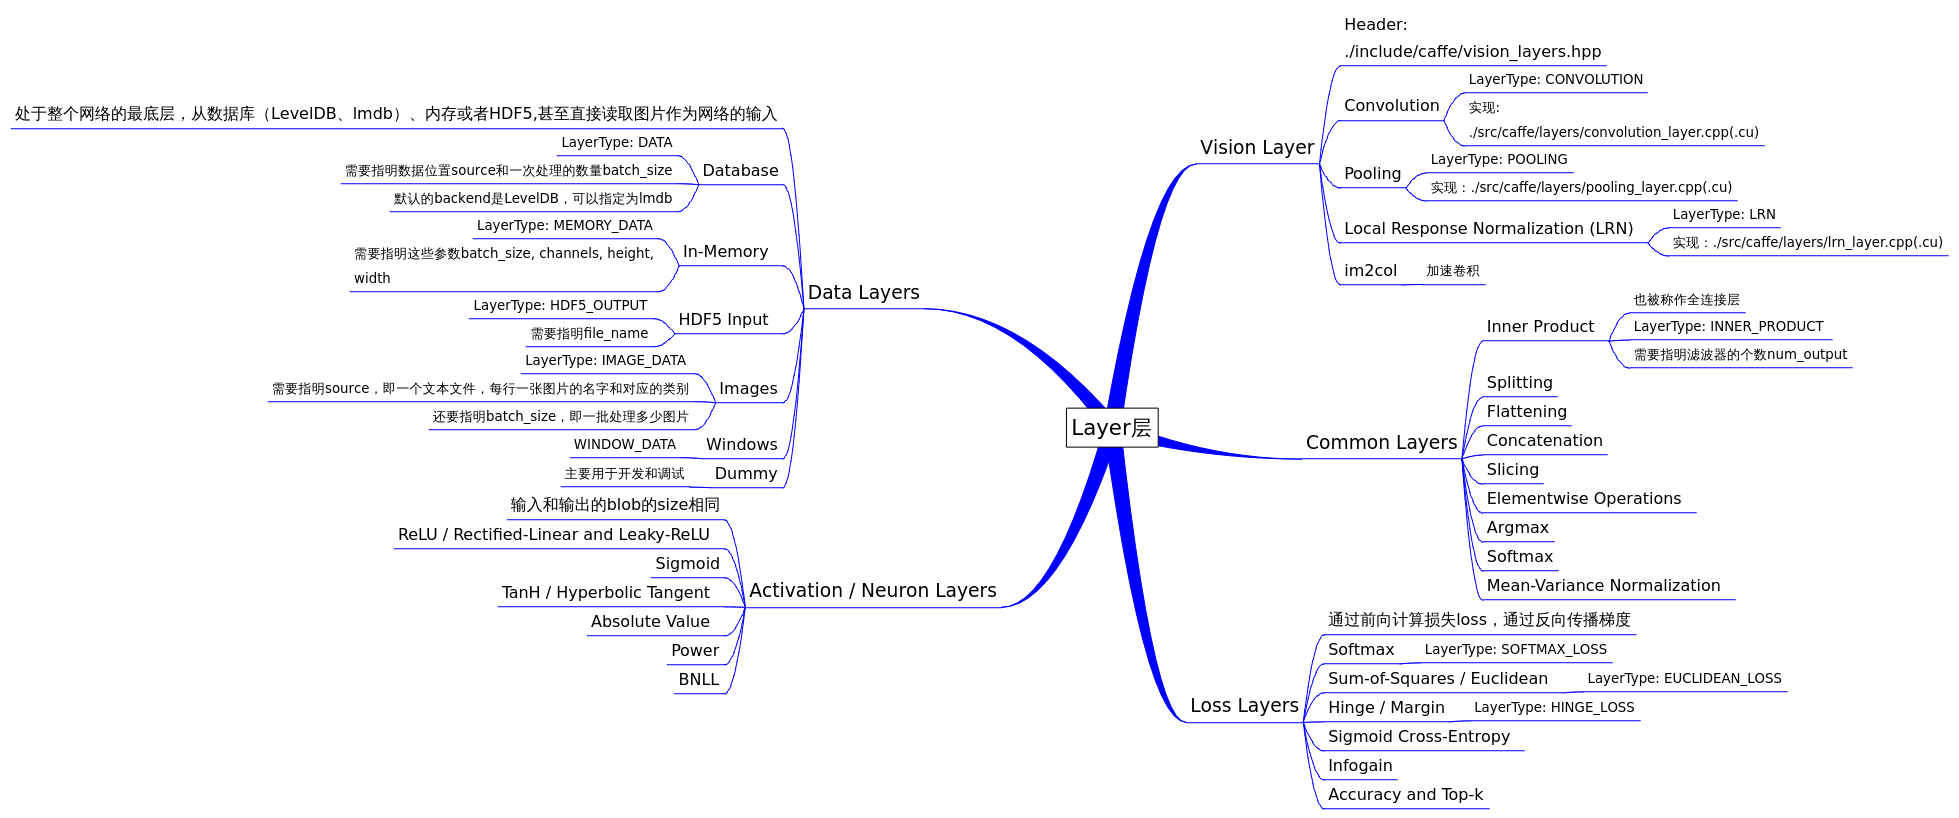 Layer层
Data Layers
处于整个网络的最底层，从数据库（LevelDB、lmdb）、内存或者HDF5,甚至直接读取图片作为网络的输入
Database
LayerType: DATA
需要指明数据位置source和一次处理的数量batch_size
默认的backend是LevelDB，可以指定为lmdb
In-Memory
LayerType: MEMORY_DATA
需要指明这些参数batch_size, channels, height,
width
HDF5 Input
LayerType: HDF5_OUTPUT
需要指明file_name
Images
LayerType: IMAGE_DATA
需要指明source，即一个文本文件，每行一张图片的名字和对应的类别
还要指明batch_size，即一批处理多少图片
Windows
WINDOW_DATA
Dummy
主要用于开发和调试
Activation / Neuron Layers
输入和输出的blob的size相同
ReLU / Rectified-Linear and Leaky-ReLU
Sigmoid
TanH / Hyperbolic Tangent
Absolute Value
Power
BNLL
Vision Layer
Header:
./include/caffe/vision_layers.hpp
Convolution
LayerType: CONVOLUTION
实现:
./src/caffe/layers/convolution_layer.cpp(.cu)
Pooling
LayerType: POOLING
实现：./src/caffe/layers/pooling_layer.cpp(.cu)
Local Response Normalization (LRN)
LayerType: LRN
实现：./src/caffe/layers/lrn_layer.cpp(.cu)
im2col
加速卷积
Common Layers
Inner Product
也被称作全连接层
LayerType: INNER_PRODUCT
需要指明滤波器的个数num_output
Splitting
Flattening
Concatenation
Slicing
Elementwise Operations
Argmax
Softmax
Mean-Variance Normalization
Loss Layers
通过前向计算损失loss，通过反向传播梯度
Softmax
LayerType: SOFTMAX_LOSS
Sum-of-Squares / Euclidean
LayerType: EUCLIDEAN_LOSS
Hinge / Margin
LayerType: HINGE_LOSS
Sigmoid Cross-Entropy
Infogain
Accuracy and Top-k